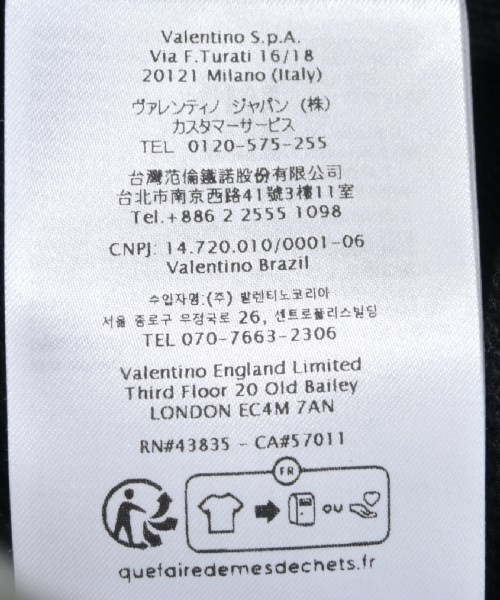 Valentino S.p.A.
Via F.Turati 16/18
20121 Milano (Italy)
ヴァレンティノ ジャパン (株)
カスタマーサービス
TEL 0120-575-255
台灣范倫鐵諾股份有限公司
台北市南京西路41號3樓11室
Tel.+886 2 2555 1098
CNPJ: 14.720.010/0001-06
Valentino Brazil
수입자명:(주) 발렌티노코리아
서울 종로구 우정국로 26, 센트로폴리스빌딩
TEL 070-7663-2306
Valentino England Limited
Third Floor 20 Old Bailey
LONDON EC4M 7AN
RN#43835 - CA#57011
FR
ou
quefairedemesdechets.fr